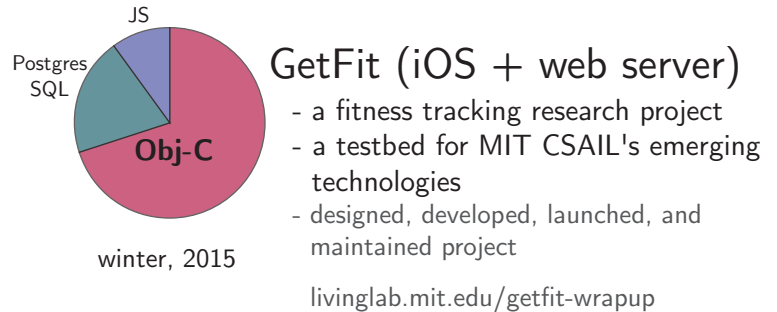 JS
Postgres
SQL
Obj-C
winter, 2015
GetFit (iOS + web server)
- a fitness tracking research project
- a testbed for MIT CSAIL's emerging
technologies
- designed, developed, launched, and
maintained project
livinglab.mit.edu/getfit-wrapup